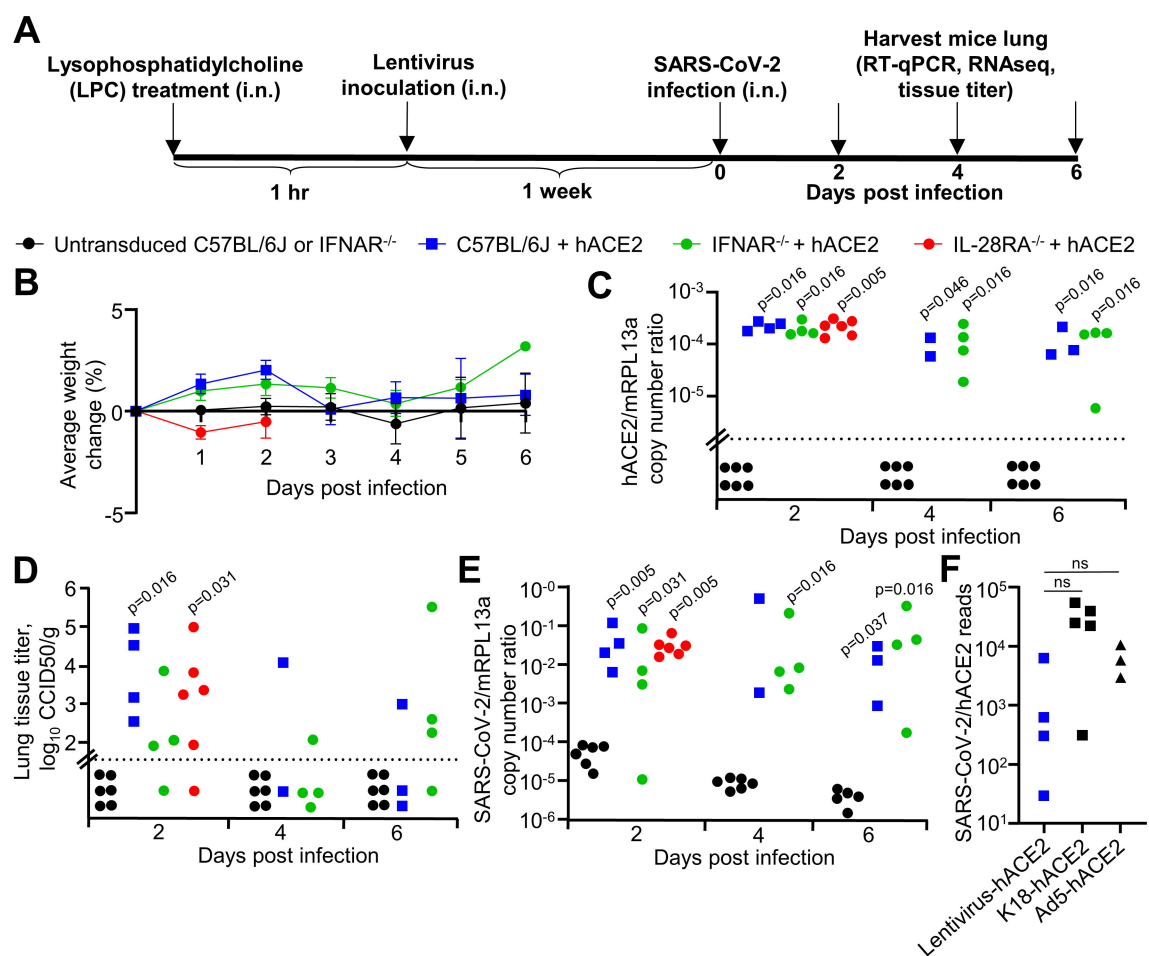 A
Lysophosphatidylcholine
(LPC) treatment (i.n.)
Lentivirus
inoculation (i.n.)
SARS-CoV-2
infection (i.n.)
Harvest mice lung
(RT-qPCR, RNAseq,
tissue titer)
1 hr
1 week
0
2
4
6
Days post infection
Untransduced C57BL/6J or IFNAR-/-
C57BL/6J + hACE2
IFNAR-/- + hACE2
IL-28RA-/- + hACE2
B
Average weight
change (%)
5
0
-5
1
2
3
4
5
6
Days post infection
C
hACE2/mRPL13a
copy number ratio
10-3
10-4
10-5
p=0.016
p=0.016
p=0.005
p=0.046
p=0.016
p=0.016
p=0.016
2
4
6
Days post infection
D
Lung tissue titer,
log10 CCID50/g
6
5
4
3
2
p=0.016
p=0.031
2
4
6
Days post infection
E
SARS-CoV-2/mRPL13a
copy number ratio
10-0
10-1
10-2
10-3
10-4
10-5
10-6
p=0.005
p=0.031
p=0.005
p=0.016
p=0.037
p=0.016
2
4
6
Days post infection
F
SARS-CoV-2/hACE2 reads
105
104
103
102
101
ns
ns
Lentivirus-hACE2
K18-hACE2
Ad5-hACE2